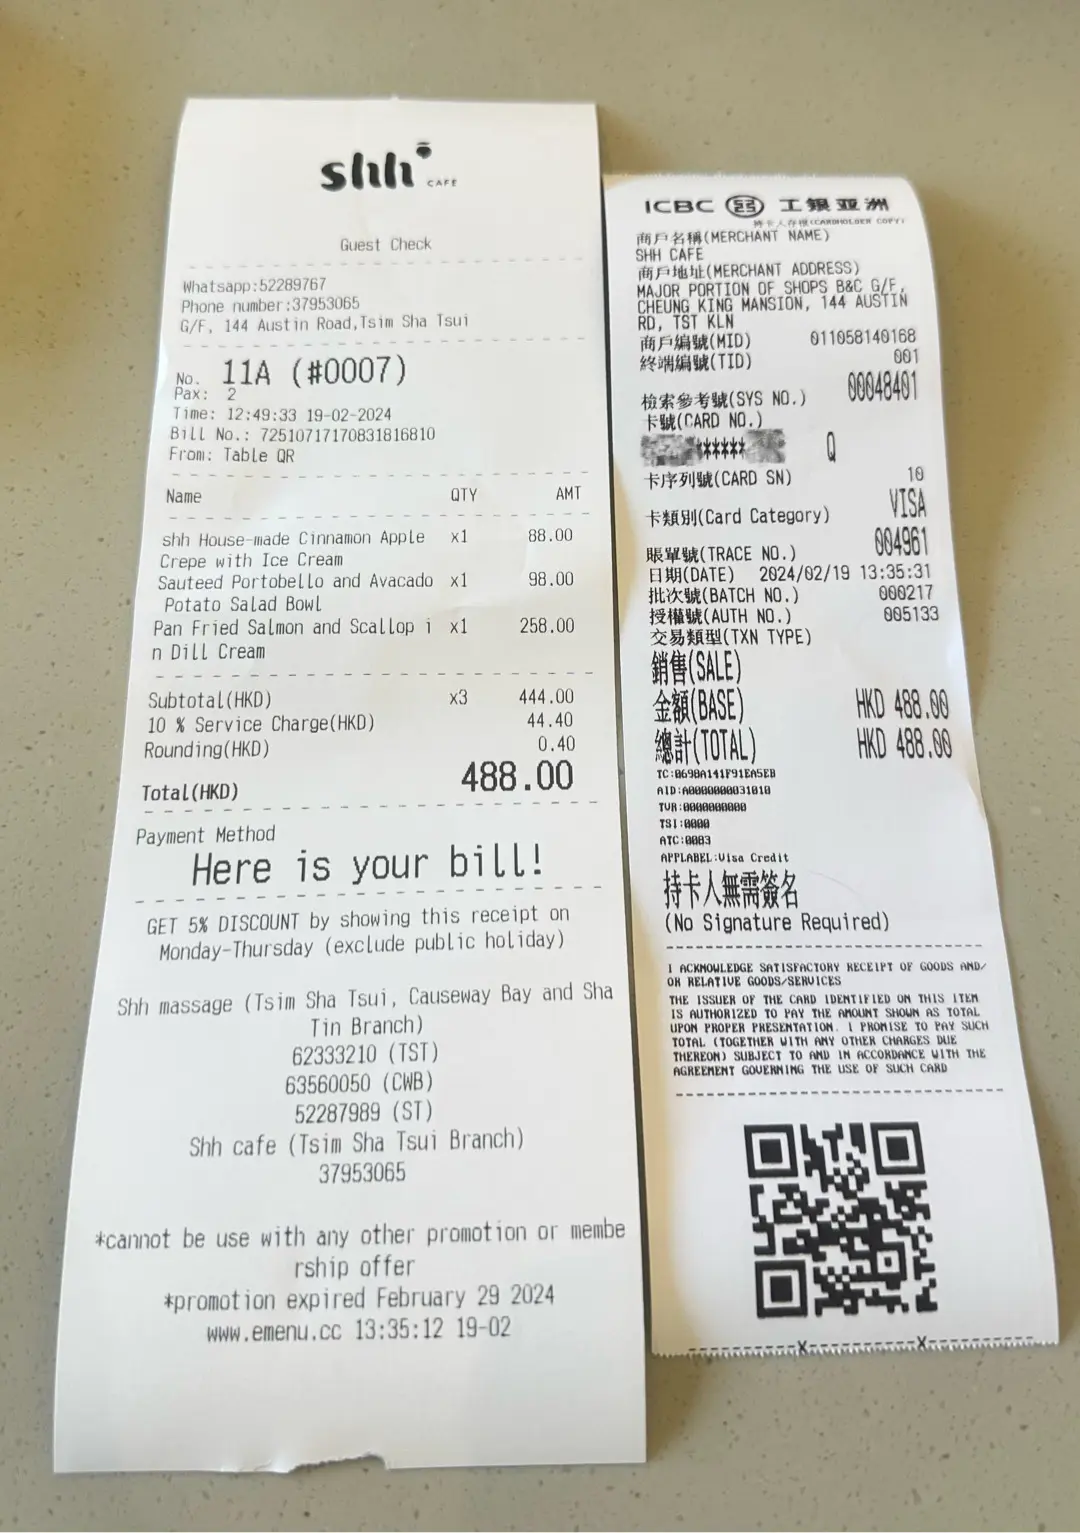 shh CAFE
Guest Check
Whatsapp:52289767
Phone number:37953065
G/F, 144 Austin Road,Tsim Sha Tsui
No. 11A (#0007)
Pax: 2
Time: 12:49:33 19-02-2024
Bill No.: 72510717170831816810
From: Table QR
Name QTY AMT
shh House-made Cinnamon Apple x1 88.00
Crepe with Ice Cream
Sauteed Portobello and Avacado x1 98.00
Potato Salad Bowl
Pan Fried Salmon and Scallop i x1 258.00
n Dill Cream
Subtotal(HKD) x3 444.00
10 % Service Charge(HKD) 44.40
Rounding(HKD) 0.40
Total(HKD) 488.00
Payment Method
Here is your bill!
GET 5% DISCOUNT by showing this receipt on
Monday-Thursday (exclude public holiday)
Shh massage (Tsim Sha Tsui, Causeway Bay and Sha
Tin Branch)
62333210 (TST)
63560050 (CWB)
52287989 (ST)
Shh cafe (Tsim Sha Tsui Branch)
37953065
*cannot be use with any other promotion or membe
rship offer
*promotion expired February 29 2024
www.emenu.cc 13:35:12 19-02
ICBC 工銀亚洲
持卡人存根(CARDHOLDER COPY)
商戶名稱(MERCHANT NAME)
SHH CAFE
商戶地址(MERCHANT ADDRESS)
MAJOR PORTION OF SHOPS B&C G/F,
CHEUNG KING MANSION, 144 AUSTIN
RD, TST KLN
商戶編號(MID) 011058140168
終端編號(TID) 001
檢索參考號(SYS NO.) 00048401
卡號(CARD NO.)
****** Q
卡序列號(CARD SN) 10
卡類別(Card Category) VISA
賬單號(TRACE NO.) 004961
日期(DATE) 2024/02/19 13:35:31
批次號(BATCH NO.) 000217
授權號(AUTH NO.) 005133
交易類型(TXN TYPE)
銷售(SALE)
金額(BASE) HKD 488.00
總計(TOTAL) HKD 488.00
TC:0698A141F91EA5EB
AID:A0000000031010
TVR:0000000000
TSI:0000
ATC:0083
APPLABEL:Visa Credit
持卡人無需簽名
(No Signature Required)
I ACKNOWLEDGE SATISFACTORY RECEIPT OF GOODS AND/
OR RELATIVE GOODS/SERVICES
THE ISSUER OF THE CARD IDENTIFIED ON THIS ITEM
IS AUTHORIZED TO PAY THE AMOUNT SHOWN AS TOTAL
UPON PROPER PRESENTATION. I PROMISE TO PAY SUCH
TOTAL (TOGETHER WITH ANY OTHER CHARGES DUE
THEREON) SUBJECT TO AND IN ACCORDANCE WITH THE
AGREEMENT GOVERNING THE USE OF SUCH CARD